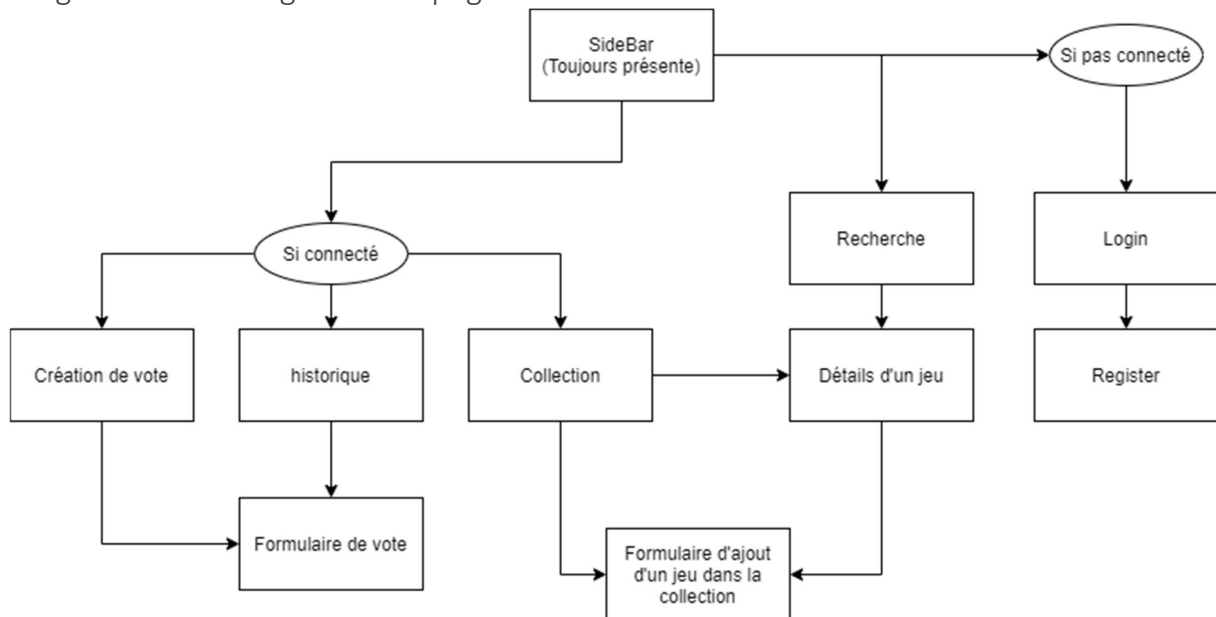 SideBar
(Toujours présente)
Si pas connecté
Recherche
Login
Si connecté
Création de vote
historique
Collection
Détails d'un jeu
Register
Formulaire de vote
Formulaire d'ajout
d'un jeu dans la
collection